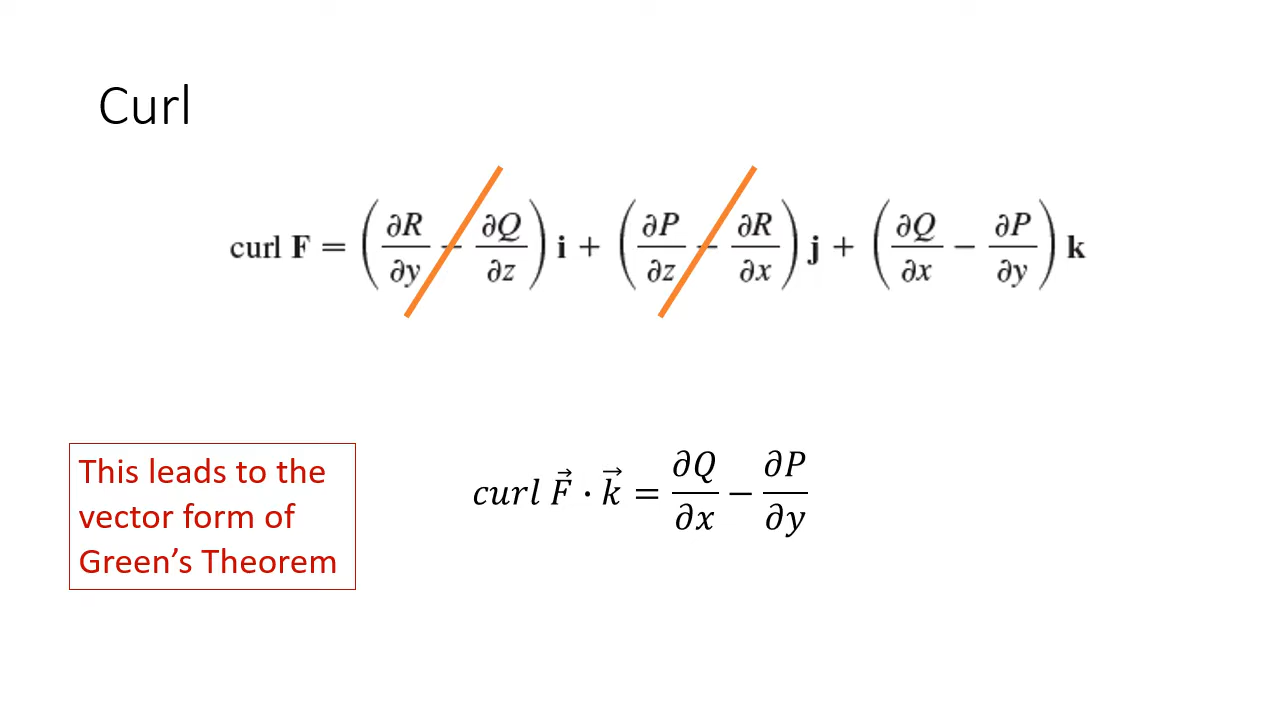 Curl
curl F = (∂R/∂y − ∂Q/∂z) i + (∂P/∂z − ∂R/∂x) j + (∂Q/∂x − ∂P/∂y) k
This leads to the
vector form of
Green’s Theorem
curl F⃗ · k⃗ = ∂Q/∂x − ∂P/∂y